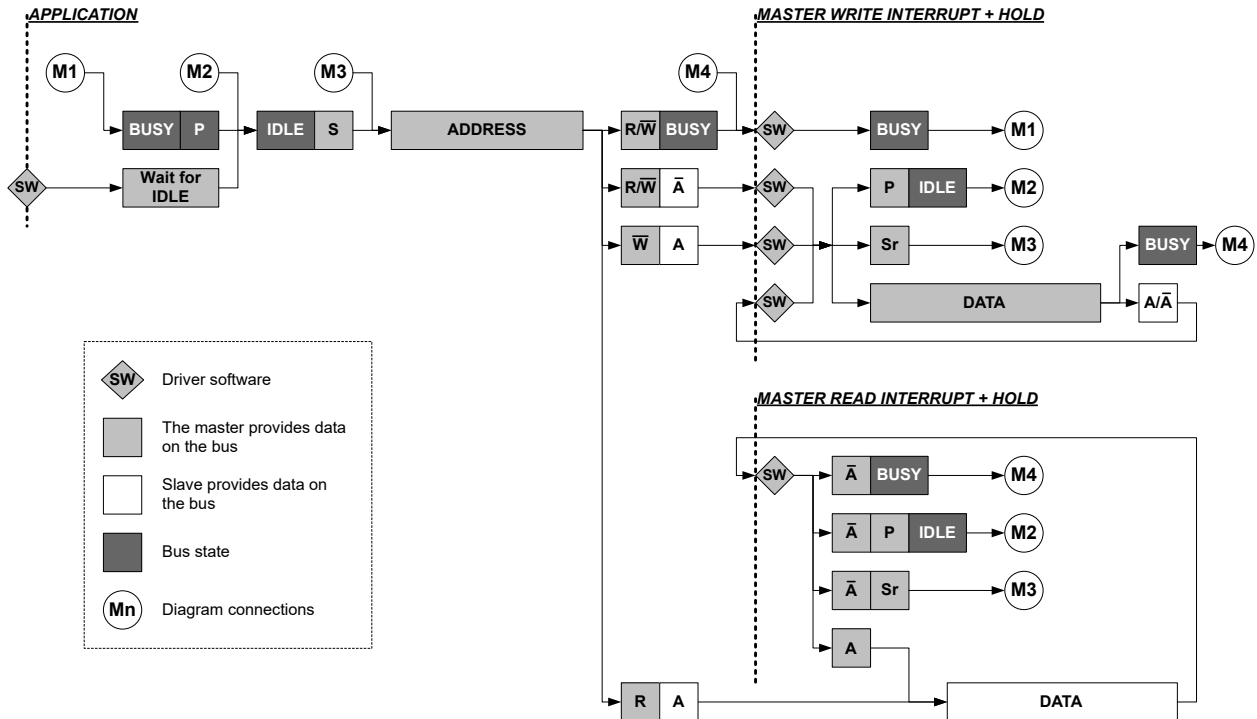 APPLICATION
MASTER WRITE INTERRUPT + HOLD
M1
M2
M3
M4
BUSY P
IDLE S
ADDRESS
R/W̅ BUSY
SW
BUSY
M1
SW
Wait for
IDLE
R/W̅ A̅
SW
P IDLE
M2
W̅ A
SW
Sr
M3
BUSY
M4
SW
DATA
A/A̅
SW
Driver software
The master provides data
on the bus
Slave provides data on
the bus
Bus state
Mn
Diagram connections
MASTER READ INTERRUPT + HOLD
SW
A̅ BUSY
M4
A̅ P IDLE
M2
A̅ Sr
M3
A
R A
DATA